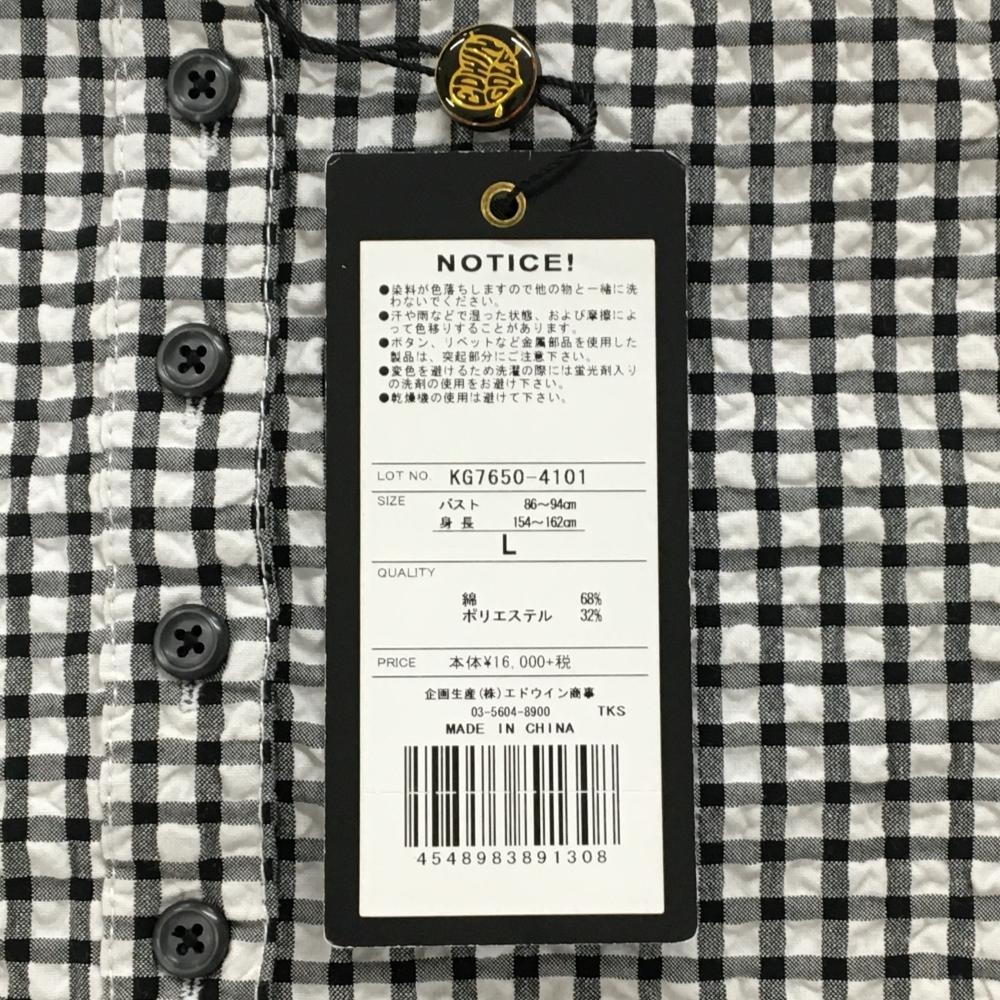 EDWIN GOLF
NOTICE!
●染料が色落ちしますので他の物と一緒に洗
わないでください。
●汗や雨などで湿った状態、および摩擦によ
って色移りすることがあります。
●ボタン、リベットなど金属部品を使用した
製品は、突起部分にご注意下さい。
●変色を避けるため洗濯の際には蛍光剤入り
の洗剤の使用をお避け下さい。
●乾燥機の使用は避けて下さい。
LOT NO. KG7650-4101
SIZE バスト 86〜94cm
身長 154〜162cm
L
QUALITY
綿 68%
ポリエステル 32%
PRICE 本体¥16,000+税
企画生産(株)エドウイン商事
03-5604-8900 TKS
MADE IN CHINA
4548983891308